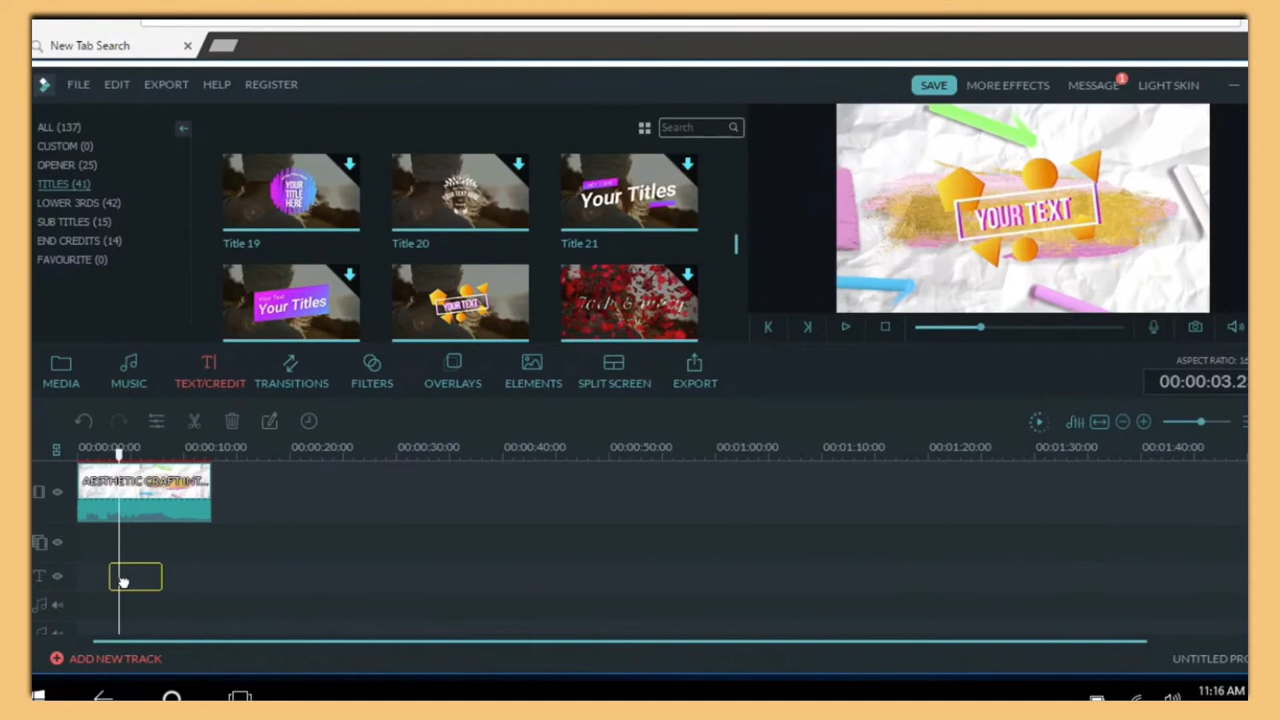 New Tab Search
FILE EDIT EXPORT HELP REGISTER
SAVE MORE EFFECTS MESSAGE 1 LIGHT SKIN
ALL (137)
CUSTOM (0)
OPENER (25)
TITLES (41)
LOWER 3RDS (42)
SUB TITLES (15)
END CREDITS (14)
FAVOURITE (0)
Search
YOUR TITLE HERE
Your Titles
Title 19 Title 20 Title 21
Your Text
Your Titles
YOUR TEXT
YOUR TEXT
MEDIA MUSIC TEXT/CREDIT TRANSITIONS FILTERS OVERLAYS ELEMENTS SPLIT SCREEN EXPORT
ASPECT RATIO: 16
00:00:03.2
00:00:00:00 00:00:10:00 00:00:20:00 00:00:30:00 00:00:40:00 00:00:50:00 00:01:00:00 00:01:10:00 00:01:20:00 00:01:30:00 00:01:40:00
AESTHETIC CRAFT INT...
ADD NEW TRACK
UNTITLED PRO
11:16 AM